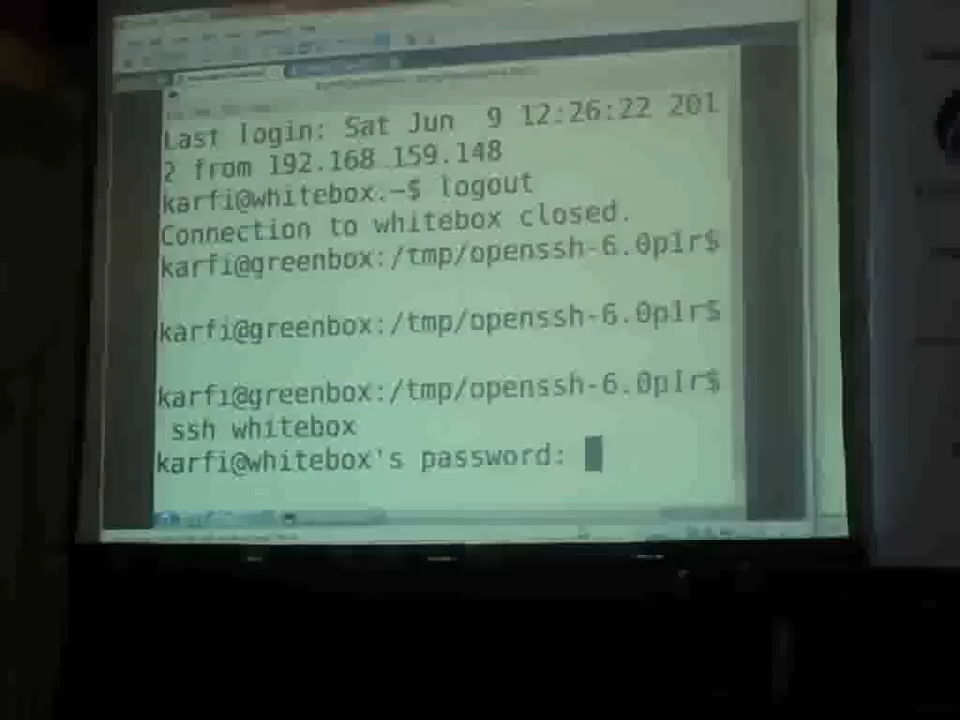 Last login: Sat Jun  9 12:26:22 201
2 from 192.168 159.148
karfi@whitebox.~$ logout
Connection to whitebox closed.
karfi@greenbox:/tmp/openssh-6.0p1r$
karfi@greenbox:/tmp/openssh-6.0p1r$
karfi@greenbox:/tmp/openssh-6.0p1r$
ssh whitebox
karfi@whitebox's password: